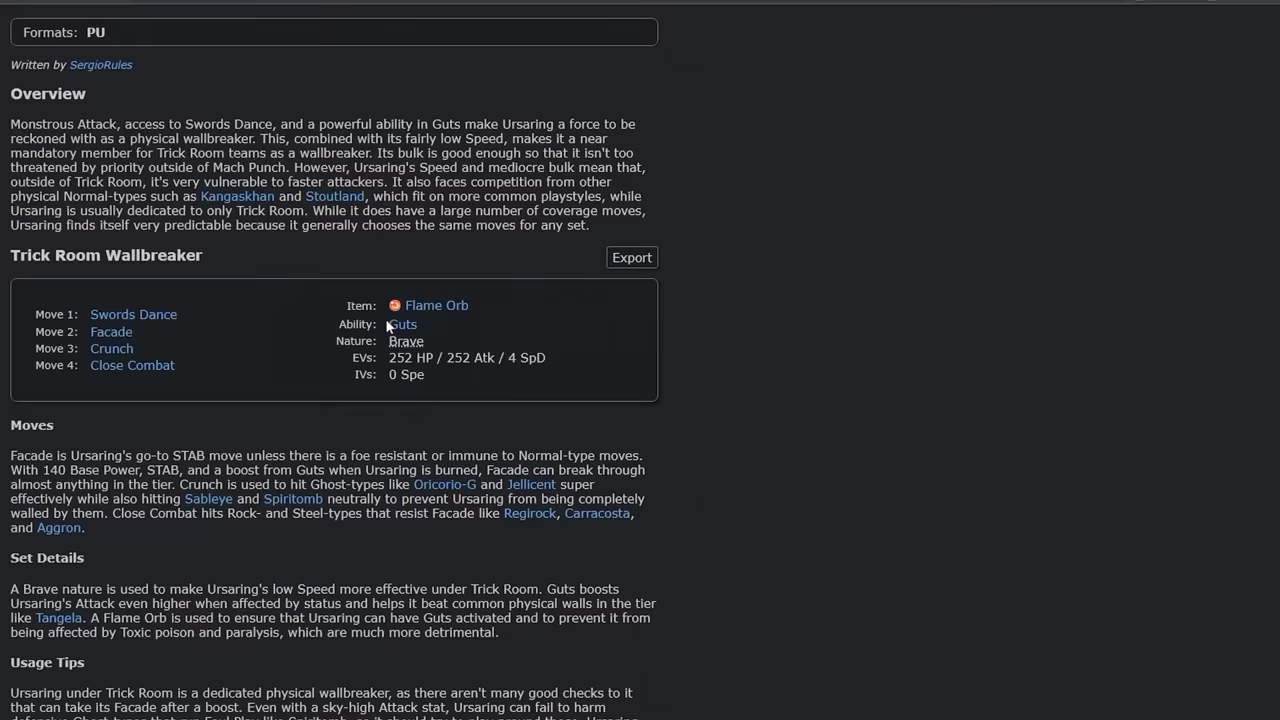 Formats: PU
Written by SergioRules
Overview
Monstrous Attack, access to Swords Dance, and a powerful ability in Guts make Ursaring a force to be
reckoned with as a physical wallbreaker. This, combined with its fairly low Speed, makes it a near
mandatory member for Trick Room teams as a wallbreaker. Its bulk is good enough so that it isn't too
threatened by priority outside of Mach Punch. However, Ursaring's Speed and mediocre bulk mean that,
outside of Trick Room, it's very vulnerable to faster attackers. It also faces competition from other
physical Normal-types such as Kangaskhan and Stoutland, which fit on more common playstyles, while
Ursaring is usually dedicated to only Trick Room. While it does have a large number of coverage moves,
Ursaring finds itself very predictable because it generally chooses the same moves for any set.
Trick Room Wallbreaker
Export
Move 1: Swords Dance
Move 2: Facade
Move 3: Crunch
Move 4: Close Combat
Item: Flame Orb
Ability: Guts
Nature: Brave
EVs: 252 HP / 252 Atk / 4 SpD
IVs: 0 Spe
Moves
Facade is Ursaring's go-to STAB move unless there is a foe resistant or immune to Normal-type moves.
With 140 Base Power, STAB, and a boost from Guts when Ursaring is burned, Facade can break through
almost anything in the tier. Crunch is used to hit Ghost-types like Oricorio-G and Jellicent super
effectively while also hitting Sableye and Spiritomb neutrally to prevent Ursaring from being completely
walled by them. Close Combat hits Rock- and Steel-types that resist Facade like Regirock, Carracosta,
and Aggron.
Set Details
A Brave nature is used to make Ursaring's low Speed more effective under Trick Room. Guts boosts
Ursaring's Attack even higher when affected by status and helps it beat common physical walls in the tier
like Tangela. A Flame Orb is used to ensure that Ursaring can have Guts activated and to prevent it from
being affected by Toxic poison and paralysis, which are much more detrimental.
Usage Tips
Ursaring under Trick Room is a dedicated physical wallbreaker, as there aren't many good checks to it
that can take its Facade after a boost. Even with a sky-high Attack stat, Ursaring can fail to harm
defensive Ghost-types that run Foul Play like Spiritomb, so it should try to play around these. Ursaring